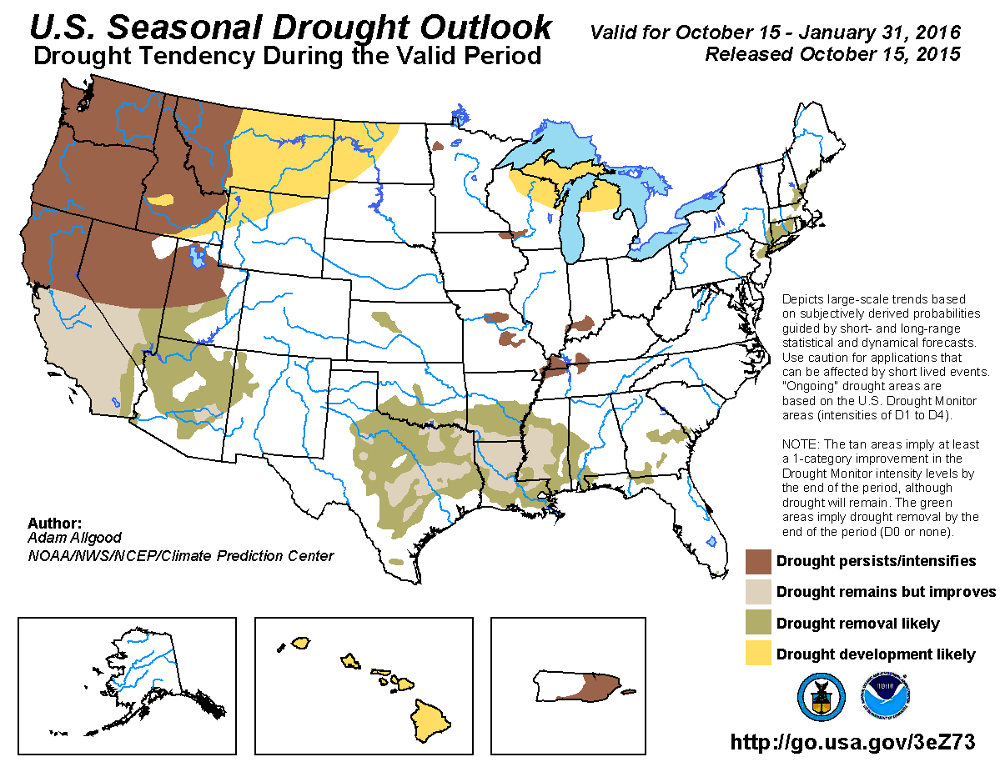 U.S. Seasonal Drought Outlook
Drought Tendency During the Valid Period
Valid for October 15 - January 31, 2016
Released October 15, 2015
Depicts large-scale trends based
on subjectively derived probabilities
guided by short- and long-range
statistical and dynamical forecasts.
Use caution for applications that
can be affected by short lived events.
"Ongoing" drought areas are
based on the U.S. Drought Monitor
areas (intensities of D1 to D4).
NOTE: The tan areas imply at least
a 1-category improvement in the
Drought Monitor intensity levels by
the end of the period, although
drought will remain. The green
areas imply drought removal by the
end of the period (D0 or none).
Author:
Adam Allgood
NOAA/NWS/NCEP/Climate Prediction Center
Drought persists/intensifies
Drought remains but improves
Drought removal likely
Drought development likely
http://go.usa.gov/3eZ73